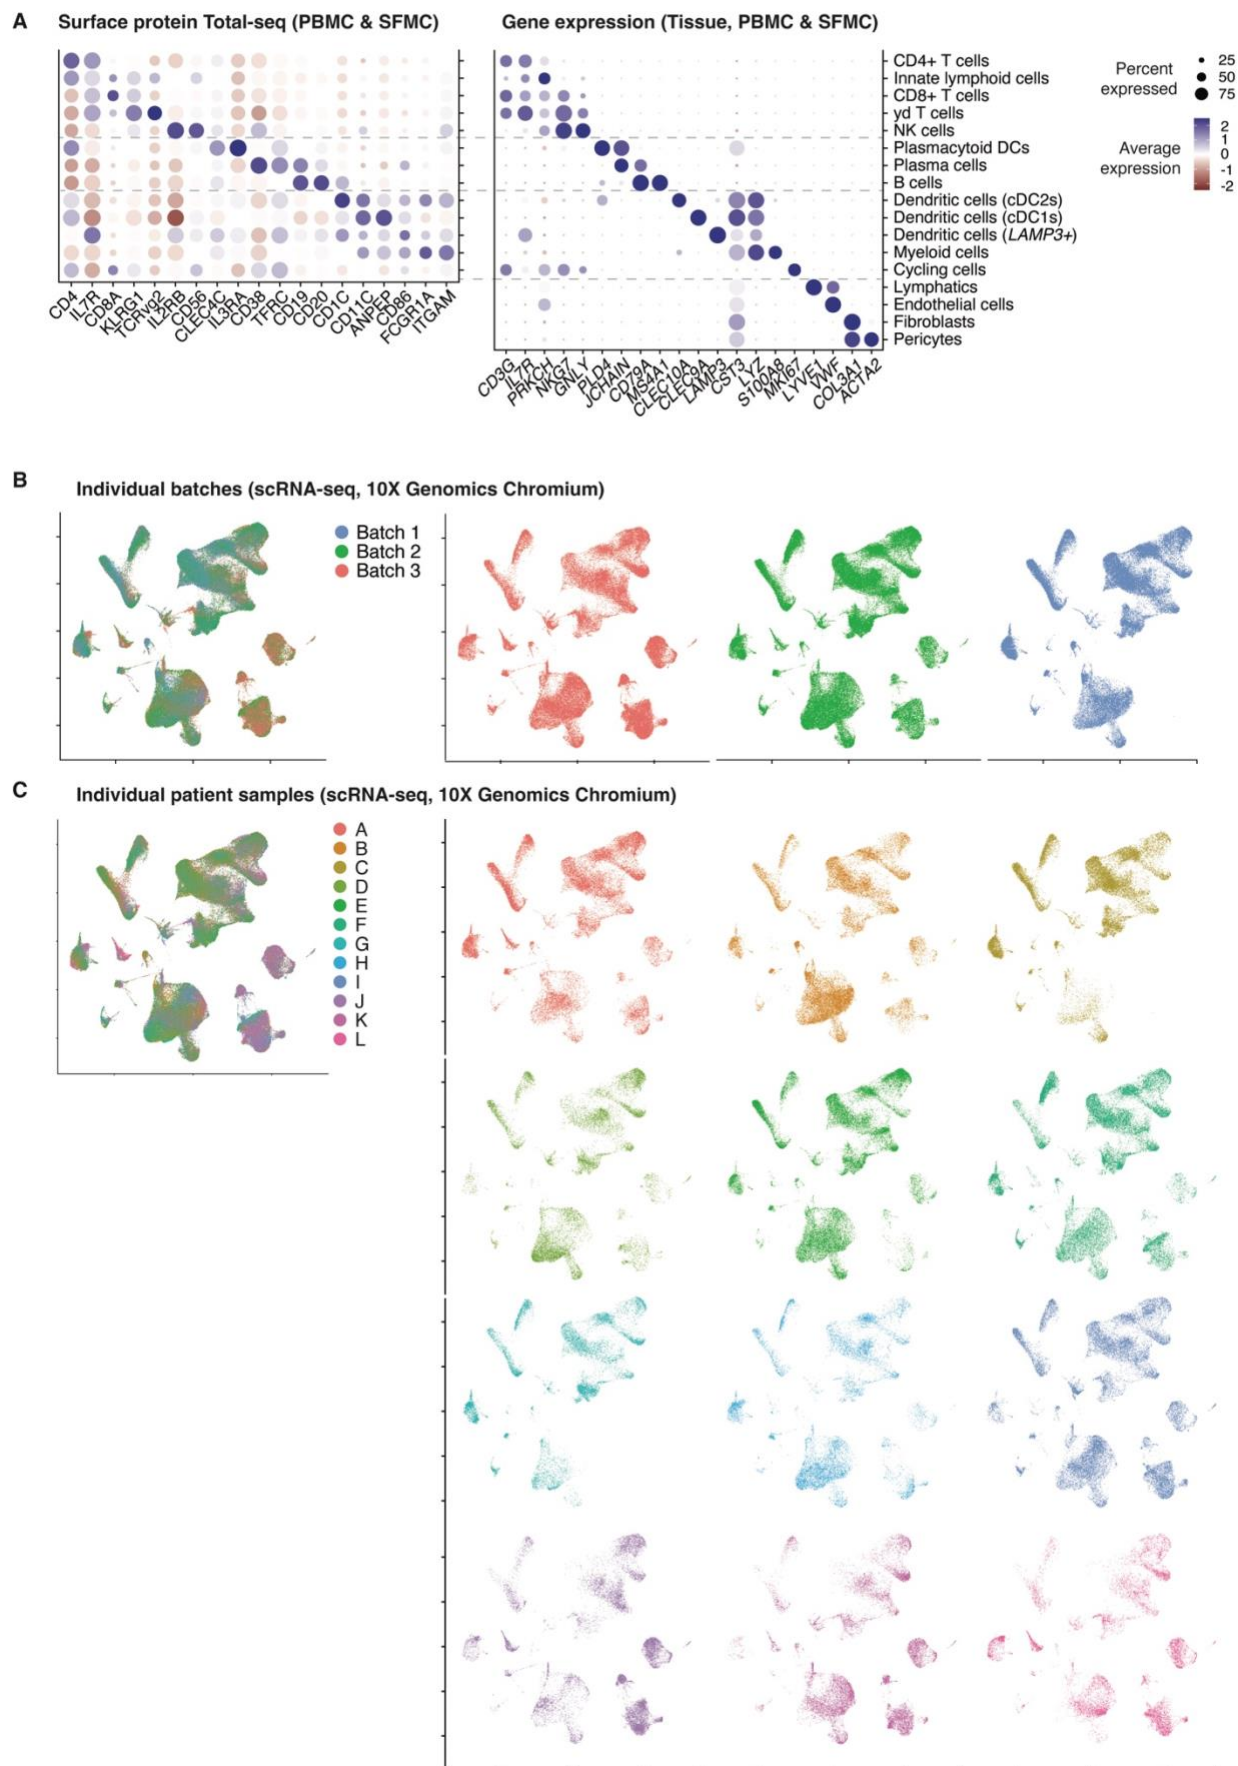 A
Surface protein Total-seq (PBMC & SFMC)
Gene expression (Tissue, PBMC & SFMC)
CD4+ T cells
Innate lymphoid cells
CD8+ T cells
yd T cells
NK cells
Plasmacytoid DCs
Plasma cells
B cells
Dendritic cells (cDC2s)
Dendritic cells (cDC1s)
Dendritic cells (LAMP3+)
Myeloid cells
Cycling cells
Lymphatics
Endothelial cells
Fibroblasts
Pericytes
Percent
expressed
25
50
75
Average
expression
2
1
0
-1
-2
CD4
IL7R
CD8A
KLRG1
TCRvg2
IL2RB
CD56
CLEC4C
IL3RA
CD38
TFRC
CD19
CD20
CD1C
CD11C
ANPEP
CD86
FCGR1A
ITGAM
CD3G
IL7R
PRKCH
NKG7
GNLY
PLD4
JCHAIN
CD79A
MS4A1
CLEC10A
CLEC9A
LAMP3
CST3
LYZ
S100A8
MKI67
LYVE1
VWF
COL3A1
ACTA2
B
Individual batches (scRNA-seq, 10X Genomics Chromium)
Batch 1
Batch 2
Batch 3
C
Individual patient samples (scRNA-seq, 10X Genomics Chromium)
A
B
C
D
E
F
G
H
I
J
K
L